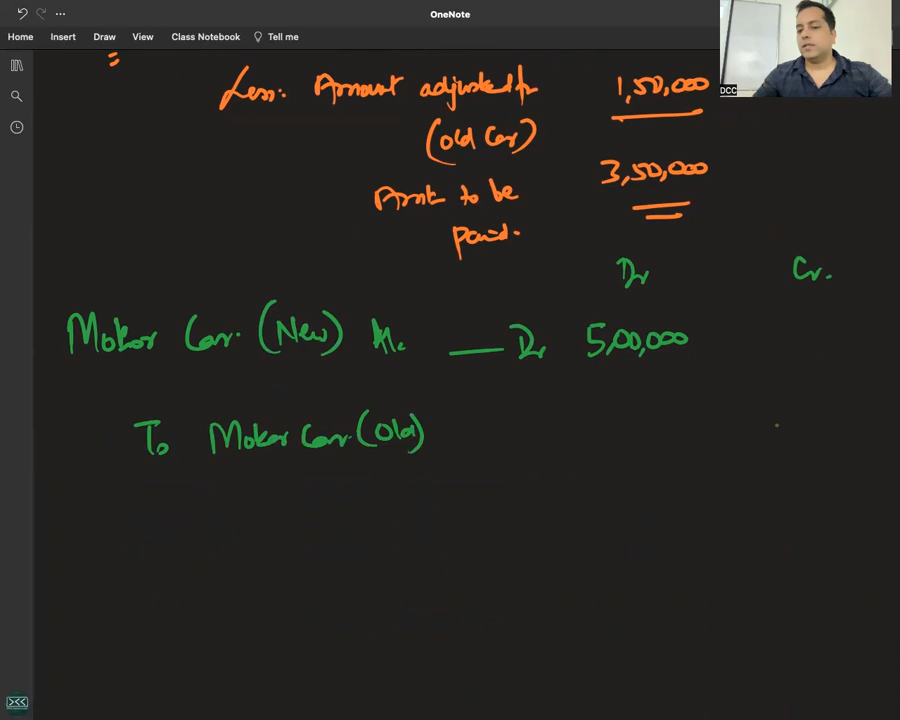 OneNote
Home Insert Draw View Class Notebook Tell me
DCC
Less: Amount adjusted for 1,50,000
(Old Car)
Amt to be 3,50,000
paid.
Dr Cr.
Motor Car. (New) A/c. Dr 5,00,000
To Motor Car. (Old)